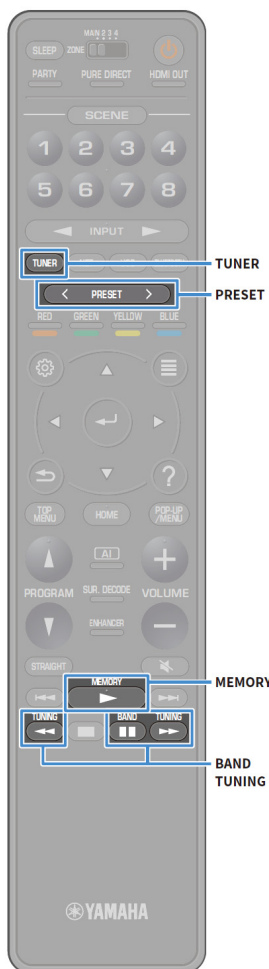 MAN 2 3 4
SLEEP ZONE
PARTY PURE DIRECT HDMI OUT
SCENE
1 2 3 4
5 6 7 8
INPUT
TUNER
TUNER
PRESET
PRESET
RED GREEN YELLOW BLUE
?
TOP MENU
HOME
POP-UP /MENU
AI
PROGRAM SUR. DECODE VOLUME
ENHANCER
STRAIGHT
MEMORY
MEMORY
TUNING BAND TUNING
BAND
TUNING
YAMAHA